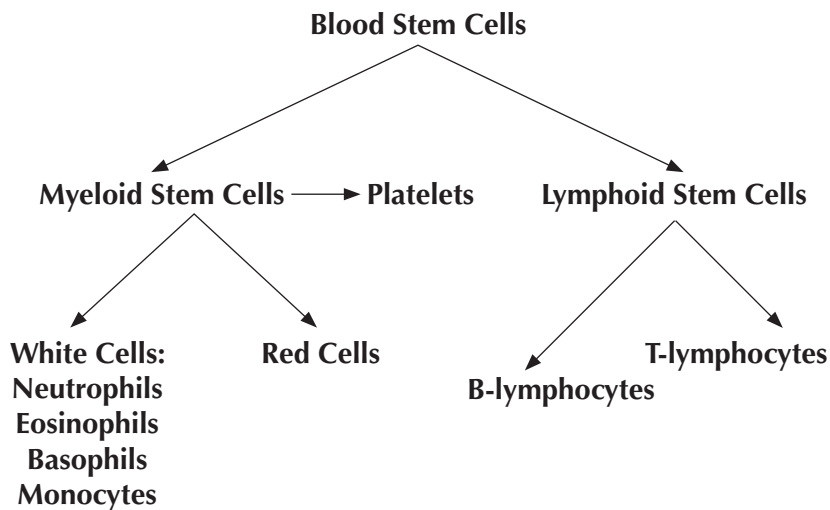 Blood Stem Cells
Myeloid Stem Cells
Platelets
Lymphoid Stem Cells
White Cells:
Neutrophils
Eosinophils
Basophils
Monocytes
Red Cells
B-lymphocytes
T-lymphocytes